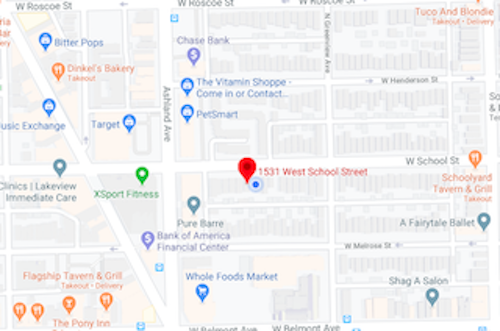 W Roscoe St
W Roscoe St
Tuco And Blondie
Takeout • Delivery
Ashland Ave
N Greenview Ave
Bitter Pops
Chase Bank
Dinkel's Bakery
Takeout
The Vitamin Shoppe -
Come in or Contact...
W Henderson St
usic Exchange
Target
PetSmart
Ashland Ave
W School St
1531 West School Street
Clinics | Lakeview
Immediate Care
XSport Fitness
Schoolyard
Tavern & Grill
Takeout • Delivery
Pure Barre
A Fairytale Ballet
Bank of America
Financial Center
W Melrose St
Flagship Tavern & Grill
Takeout • Delivery
Whole Foods Market
Shag A Salon
The Pony Inn
W Belmont Ave
W Belmont Ave